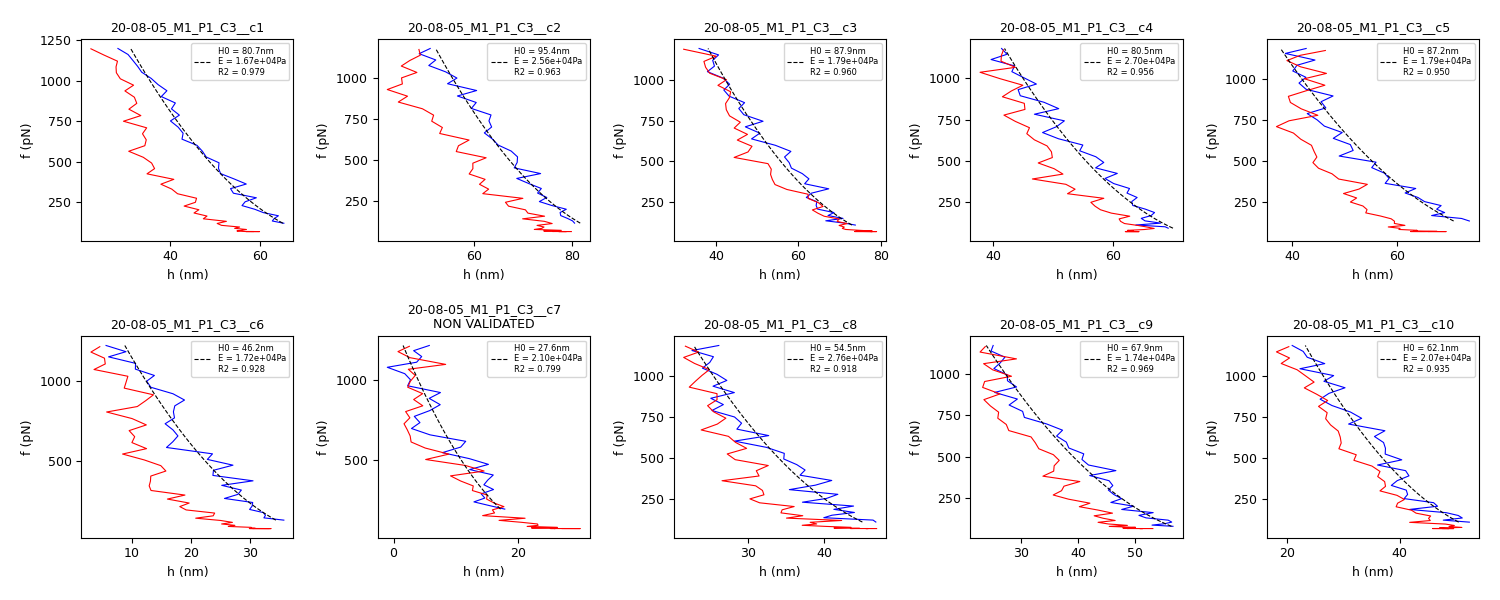 20-08-05_M1_P1_C3__c1
H0 = 80.7nm
E = 1.67e+04Pa
R2 = 0.979
1250
1000
750
500
250
f (pN)
40 60
h (nm)
20-08-05_M1_P1_C3__c2
H0 = 95.4nm
E = 2.56e+04Pa
R2 = 0.963
1000
750
500
250
f (pN)
60 80
h (nm)
20-08-05_M1_P1_C3__c3
H0 = 87.9nm
E = 1.79e+04Pa
R2 = 0.960
1000
750
500
250
f (pN)
40 60 80
h (nm)
20-08-05_M1_P1_C3__c4
H0 = 80.5nm
E = 2.70e+04Pa
R2 = 0.956
1000
750
500
250
f (pN)
40 60
h (nm)
20-08-05_M1_P1_C3__c5
H0 = 87.2nm
E = 1.79e+04Pa
R2 = 0.950
1000
750
500
250
f (pN)
40 60
h (nm)
20-08-05_M1_P1_C3__c6
H0 = 46.2nm
E = 1.72e+04Pa
R2 = 0.928
1000
500
f (pN)
10 20 30
h (nm)
20-08-05_M1_P1_C3__c7
NON VALIDATED
H0 = 27.6nm
E = 2.10e+04Pa
R2 = 0.799
1000
500
f (pN)
0 20
h (nm)
20-08-05_M1_P1_C3__c8
H0 = 54.5nm
E = 2.76e+04Pa
R2 = 0.918
1000
750
500
250
f (pN)
30 40
h (nm)
20-08-05_M1_P1_C3__c9
H0 = 67.9nm
E = 1.74e+04Pa
R2 = 0.969
1000
750
500
250
f (pN)
30 40 50
h (nm)
20-08-05_M1_P1_C3__c10
H0 = 62.1nm
E = 2.07e+04Pa
R2 = 0.935
1000
750
500
250
f (pN)
20 40
h (nm)